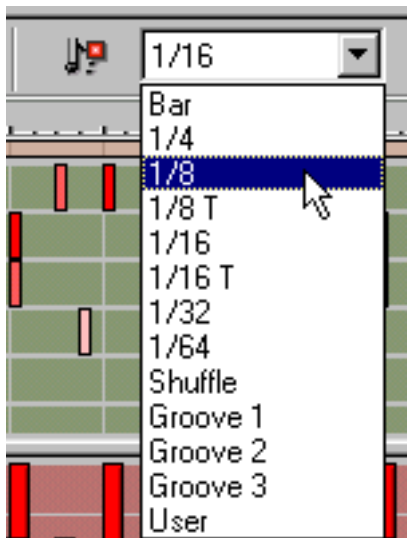 1/16
Bar
1/4
1/8
1/8 T
1/16
1/16 T
1/32
1/64
Shuffle
Groove 1
Groove 2
Groove 3
User